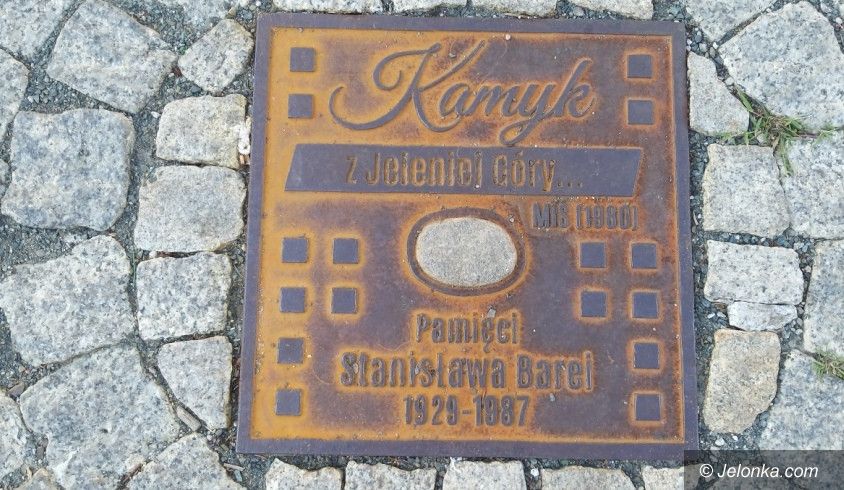 Kamyk
z Jeleniej Góry...
MIŚ (1980)
Pamięci
Stanisława Barei
1929-1987
© Jelonka.com